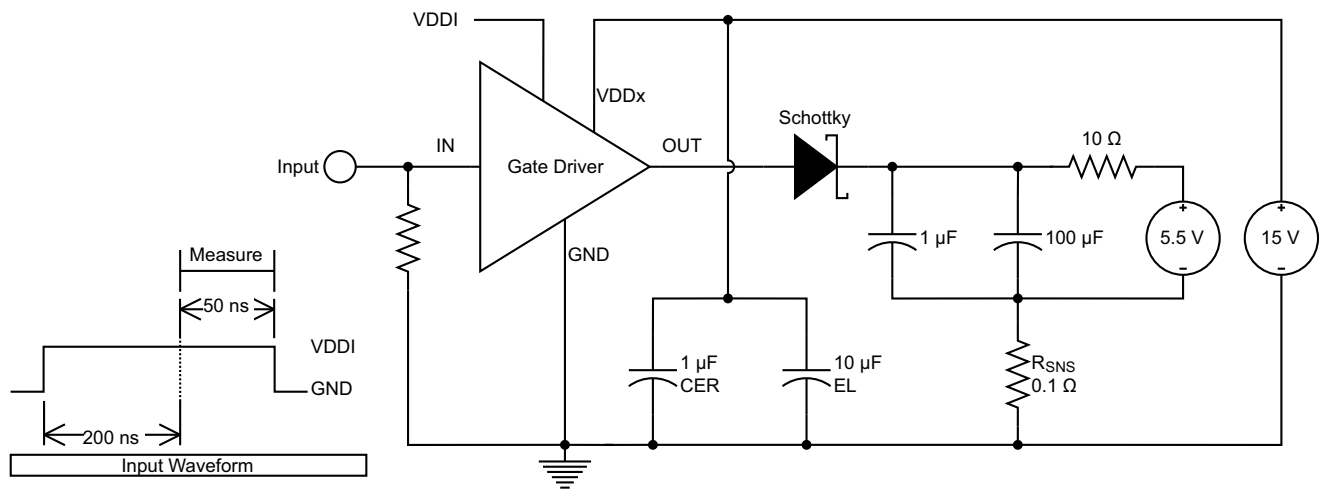 VDDI
VDDx
Schottky
Input
IN
Gate Driver
OUT
10 Ω
GND
1 µF
100 µF
+
5.5 V
–
+
15 V
–
Measure
50 ns
VDDI
GND
200 ns
Input Waveform
1 µF
CER
10 µF
EL
RSNS
0.1 Ω